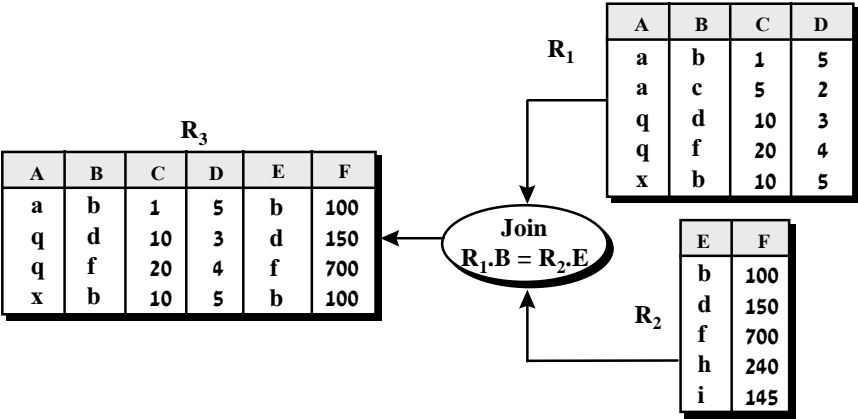 R1
A B C D
a b 1 5
a c 5 2
q d 10 3
q f 20 4
x b 10 5
R3
A B C D E F
a b 1 5 b 100
q d 10 3 d 150
q f 20 4 f 700
x b 10 5 b 100
Join
R1.B = R2.E
R2
E F
b 100
d 150
f 700
h 240
i 145